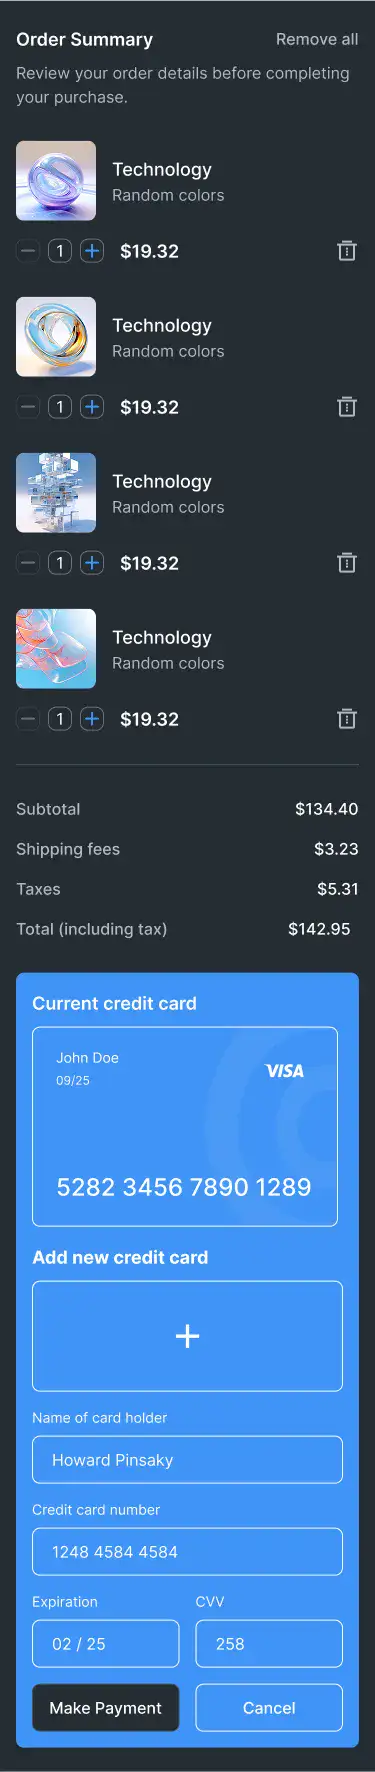 Order Summary
Remove all
Review your order details before completing
your purchase.
Technology
Random colors
1
$19.32
Technology
Random colors
1
$19.32
Technology
Random colors
1
$19.32
Technology
Random colors
1
$19.32
Subtotal $134.40
Shipping fees $3.23
Taxes $5.31
Total (including tax) $142.95
Current credit card
John Doe
09/25
VISA
5282 3456 7890 1289
Add new credit card
Name of card holder
Howard Pinsaky
Credit card number
1248 4584 4584
Expiration CVV
02 / 25 258
Make Payment Cancel